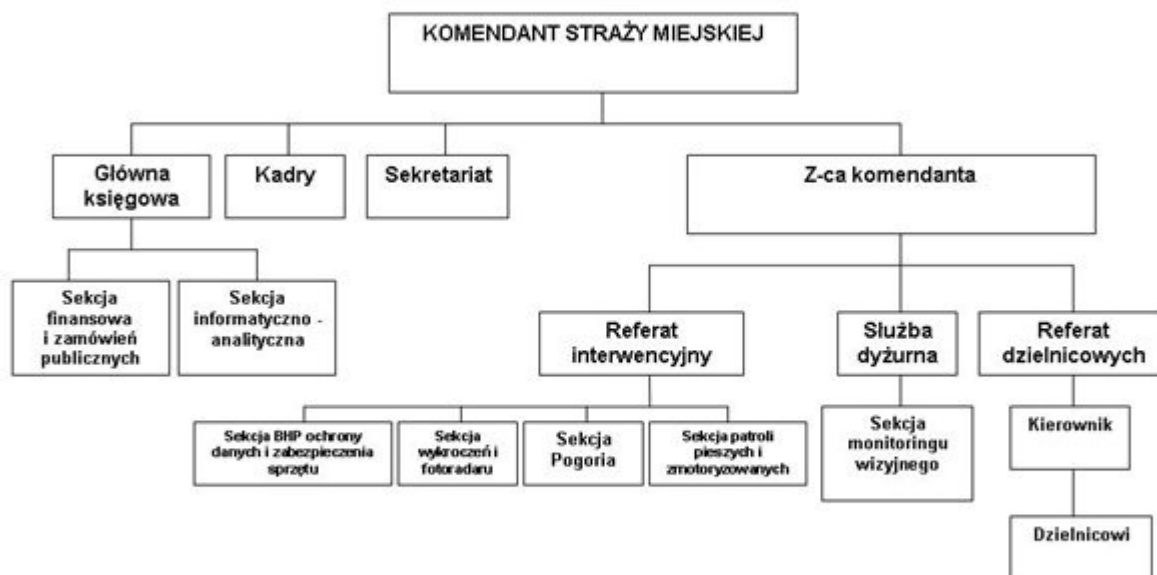 KOMENDANT STRAŻY MIEJSKIEJ
Główna
księgowa
Kadry
Sekretariat
Z-ca komendanta
Sekcja
finansowa
i zamówień
publicznych
Sekcja
informatyczno -
analityczna
Referat
interwencyjny
Służba
dyżurna
Referat
dzielnicowych
Sekcja BHP ochrony
danych i zabezpieczenia
sprzętu
Sekcja
wykroczeń i
fotoradaru
Sekcja
Pogoria
Sekcja patroli
pieszych i
zmotoryzowanych
Sekcja
monitoringu
wizyjnego
Kierownik
Dzielnicowi